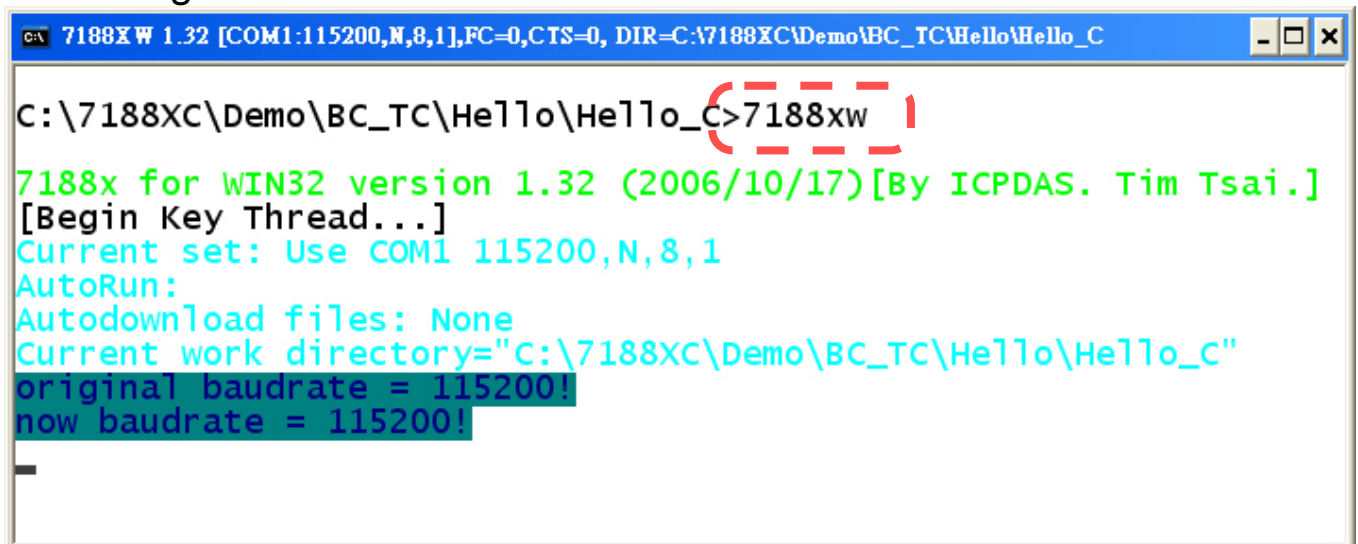 7188XW 1.32 [COM1:115200,N,8,1],FC=0,CTS=0, DIR=C:\7188XC\Demo\BC_TC\Hello\Hello_C
C:\7188XC\Demo\BC_TC\Hello\Hello_C>7188xw
7188x for WIN32 version 1.32 (2006/10/17)[By ICPDAS. Tim Tsai.]
[Begin Key Thread...]
Current set: Use COM1 115200,N,8,1
AutoRun:
Autodownload files: None
Current work directory="C:\7188XC\Demo\BC_TC\Hello\Hello_C"
original baudrate = 115200!
now baudrate = 115200!